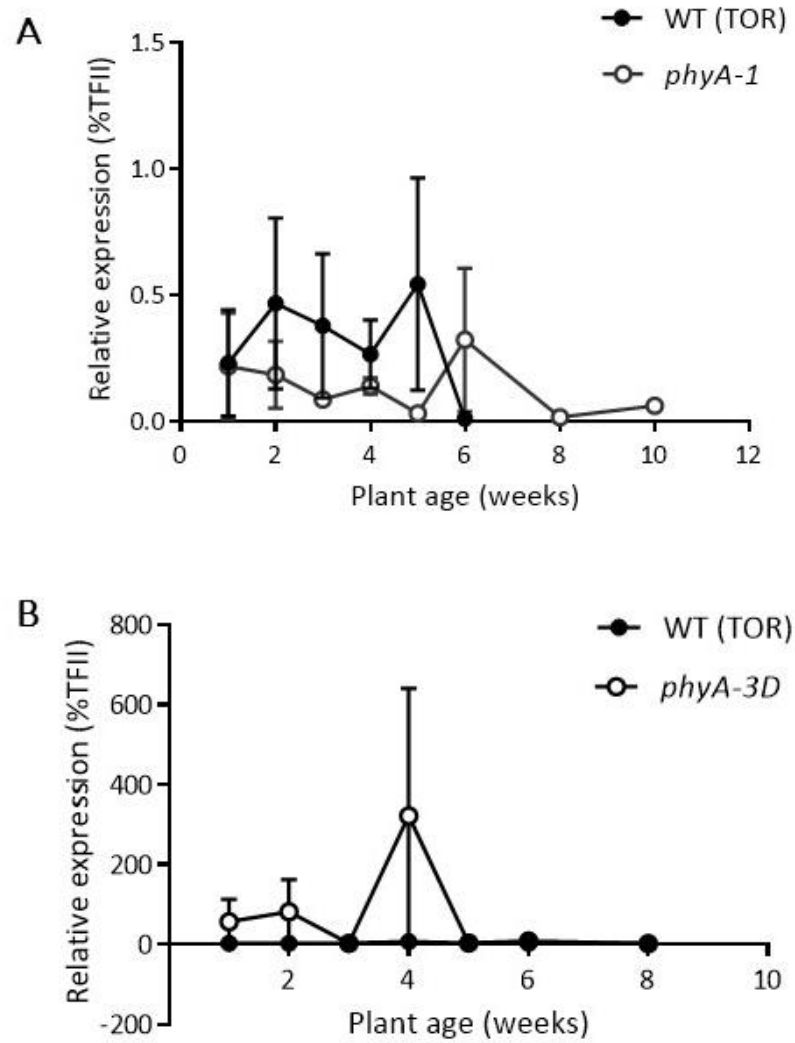 A
WT (TOR)
phyA-1
Relative expression (%TFII)
1.5
1.0
0.5
0.0
0 2 4 6 8 10 12
Plant age (weeks)
B
WT (TOR)
phyA-3D
Relative expression (%TFII)
800
600
400
200
0
-200
2 4 6 8 10
Plant age (weeks)